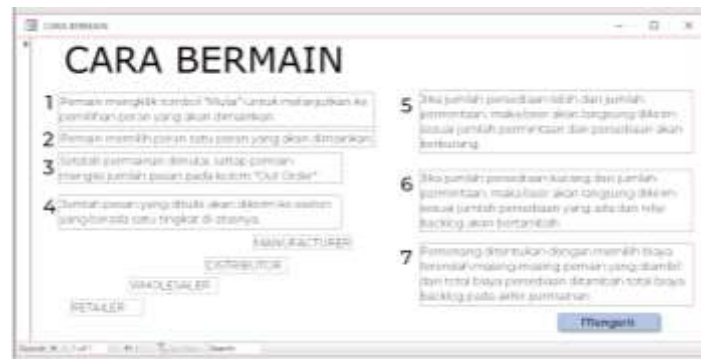 CARA BERMAIN
CARA BERMAIN
1 Pemain mengklik tombol "Mulai" untuk melanjutkan ke
pemilihan peran yang akan dimainkan.
2 Pemain memilih peran satu peran yang akan dimainkan.
3 Setelah permainan dimulai, setiap pemain
mengisi jumlah pesan pada kolom "Out Order"
4 Jumlah pesan yang ditulis akan dikirim ke
yang berada satu tingkat di atasnya.
MANUFACTURER
DISTRIBUTOR
WHOLESALER
RETAILER
5 Jika jumlah persediaan lebih dari jumlah
permintaan, maka akan langsung dikirim
sesuai jumlah permintaan dan persediaan akan
berkurang.
6 Jika jumlah persediaan kurang dari jumlah
permintaan, maka akan langsung dikirim
sesuai jumlah persediaan yang ada dan nilai
backlog akan bertambah.
7 Pemenang ditentukan dengan memilih biaya
terendah masing-masing pemain yang diambil
dari total biaya persediaan ditambah total biaya
backlog pada akhir permainan.
Mengerti
Search